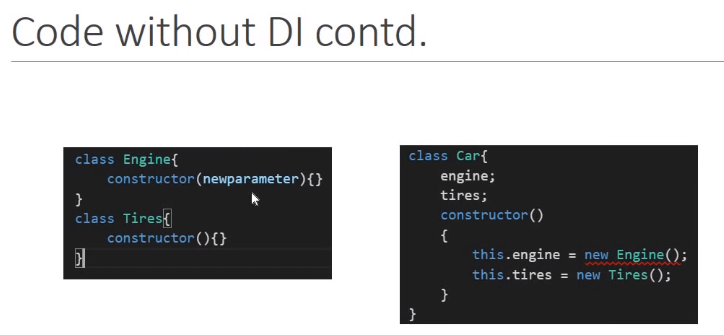 Code without DI contd.
class Engine{
constructor(newparameter){}
}
class Tires{
constructor(){}
}
class Car{
engine;
tires;
constructor()
{
this.engine = new Engine();
this.tires = new Tires();
}
}